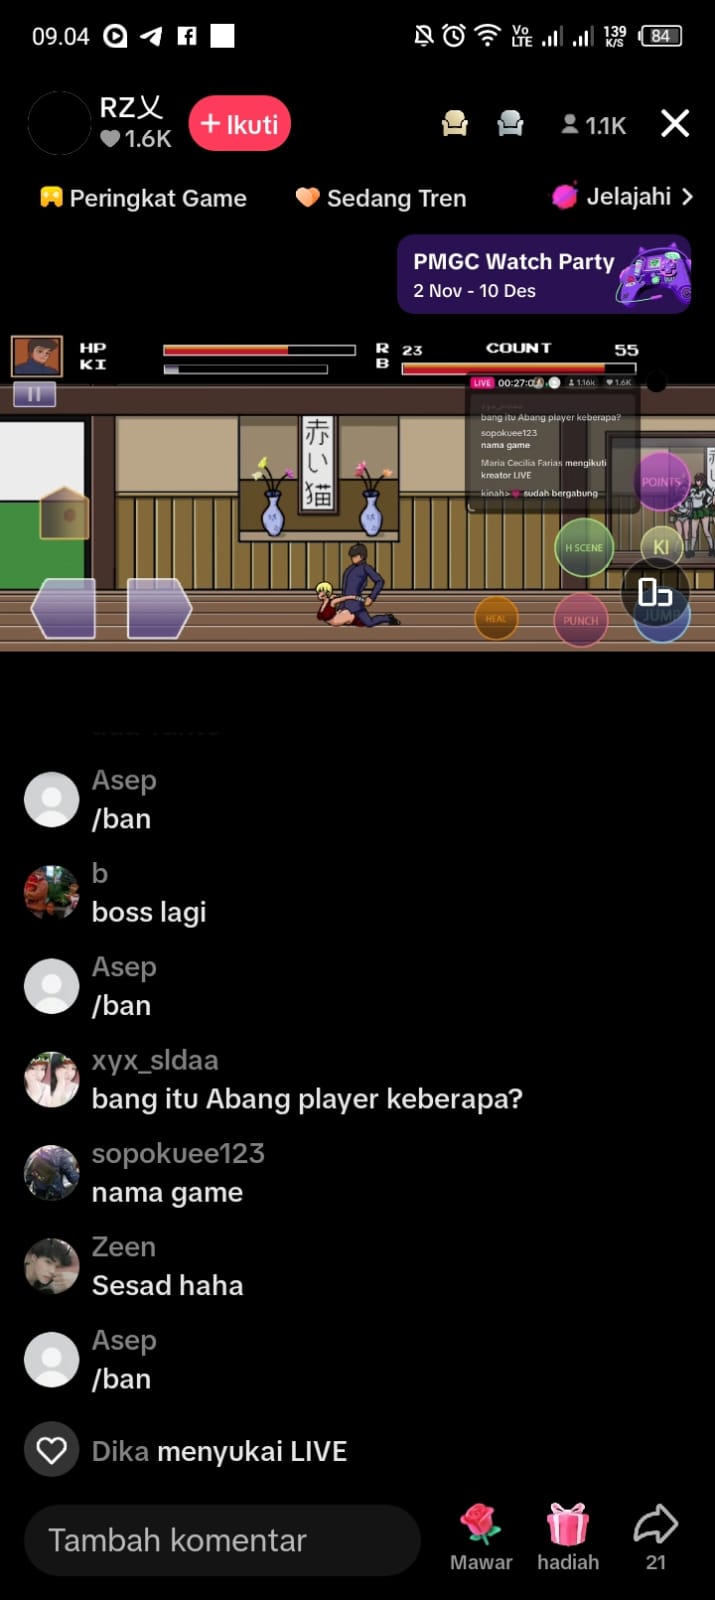 09.04
Vo
LTE
139
K/S
84
RZ乂
1.6K
+ Ikuti
1.1K
Peringkat Game
Sedang Tren
Jelajahi
PMGC Watch Party
2 Nov - 10 Des
HP
KI
R 23 COUNT 55
B
LIVE
1.16k
1.6K
bang itu Abang player keberapa?
sopokuee123
nama game
Maria Cecilia Farias mengikuti
kreator LIVE
kinah> sudah bergabung
赤い猫
POINTS
H SCENE
KI
HEAL
PUNCH
JUMP
Asep
/ban
b
boss lagi
Asep
/ban
xyx_sldaa
bang itu Abang player keberapa?
sopokuee123
nama game
Zeen
Sesad haha
Asep
/ban
Dika menyukai LIVE
Tambah komentar
Mawar
hadiah
21